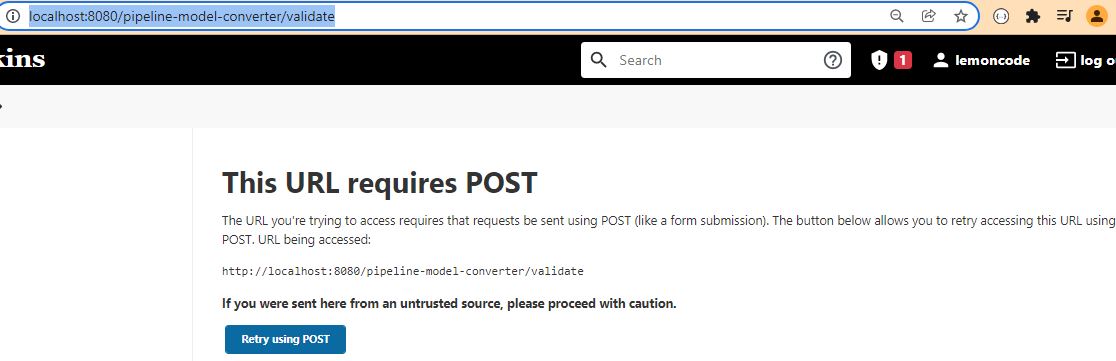 localhost:8080/pipeline-model-converter/validate
kins
Search
1
lemoncode
log o
This URL requires POST
The URL you're trying to access requires that requests be sent using POST (like a form submission). The button below allows you to retry accessing this URL using
POST. URL being accessed:
http://localhost:8080/pipeline-model-converter/validate
If you were sent here from an untrusted source, please proceed with caution.
Retry using POST